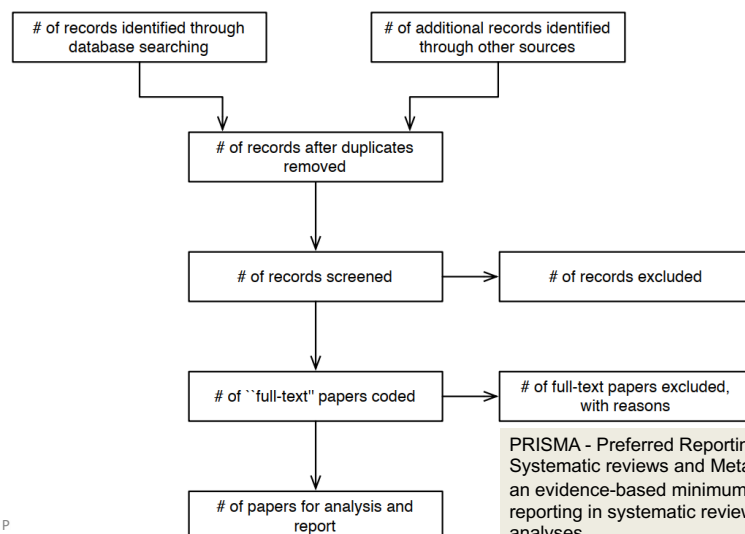 # of records identified through
database searching
# of additional records identified
through other sources
# of records after duplicates
removed
# of records screened
# of records excluded
# of ``full-text" papers coded
# of full-text papers excluded,
with reasons
# of papers for analysis and
report
PRISMA - Preferred Reportin
Systematic reviews and Meta
an evidence-based minimum
reporting in systematic review
analyses
P